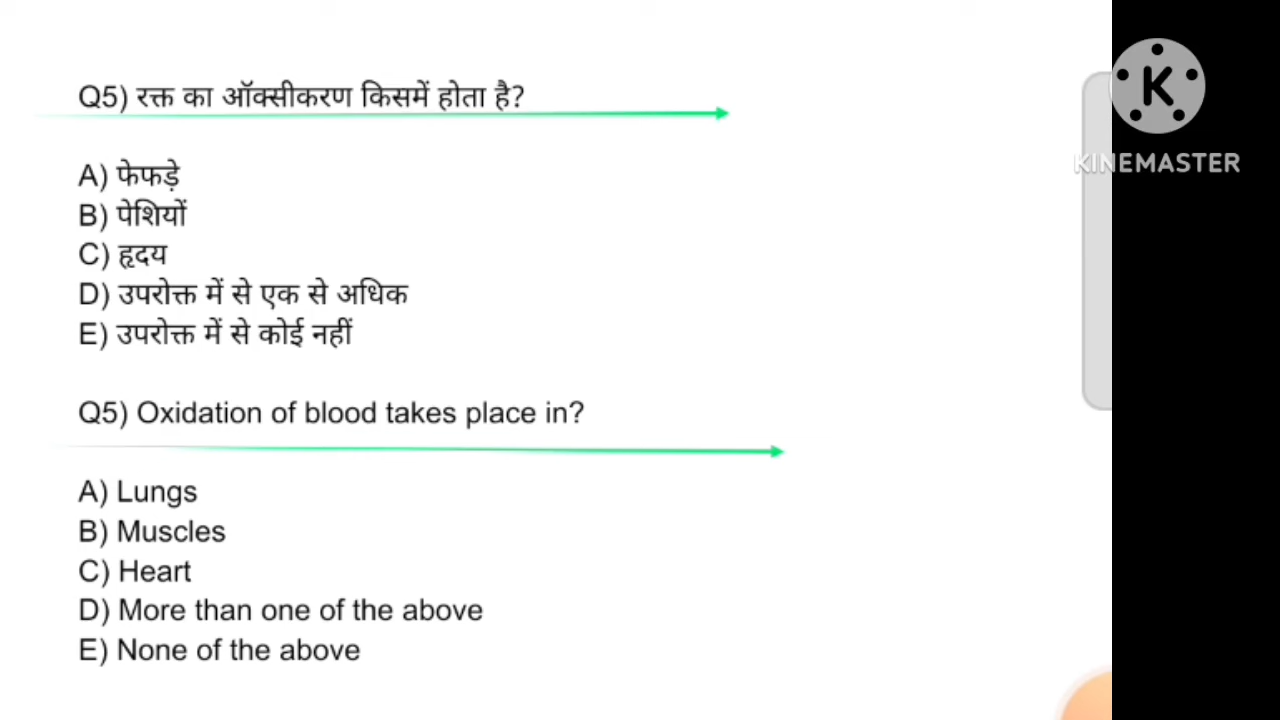 Q5) रक्त का ऑक्सीकरण किसमें होता है?
A) फेफड़े
B) पेशियों
C) हृदय
D) उपरोक्त में से एक से अधिक
E) उपरोक्त में से कोई नहीं
Q5) Oxidation of blood takes place in?
A) Lungs
B) Muscles
C) Heart
D) More than one of the above
E) None of the above
K
KINEMASTER